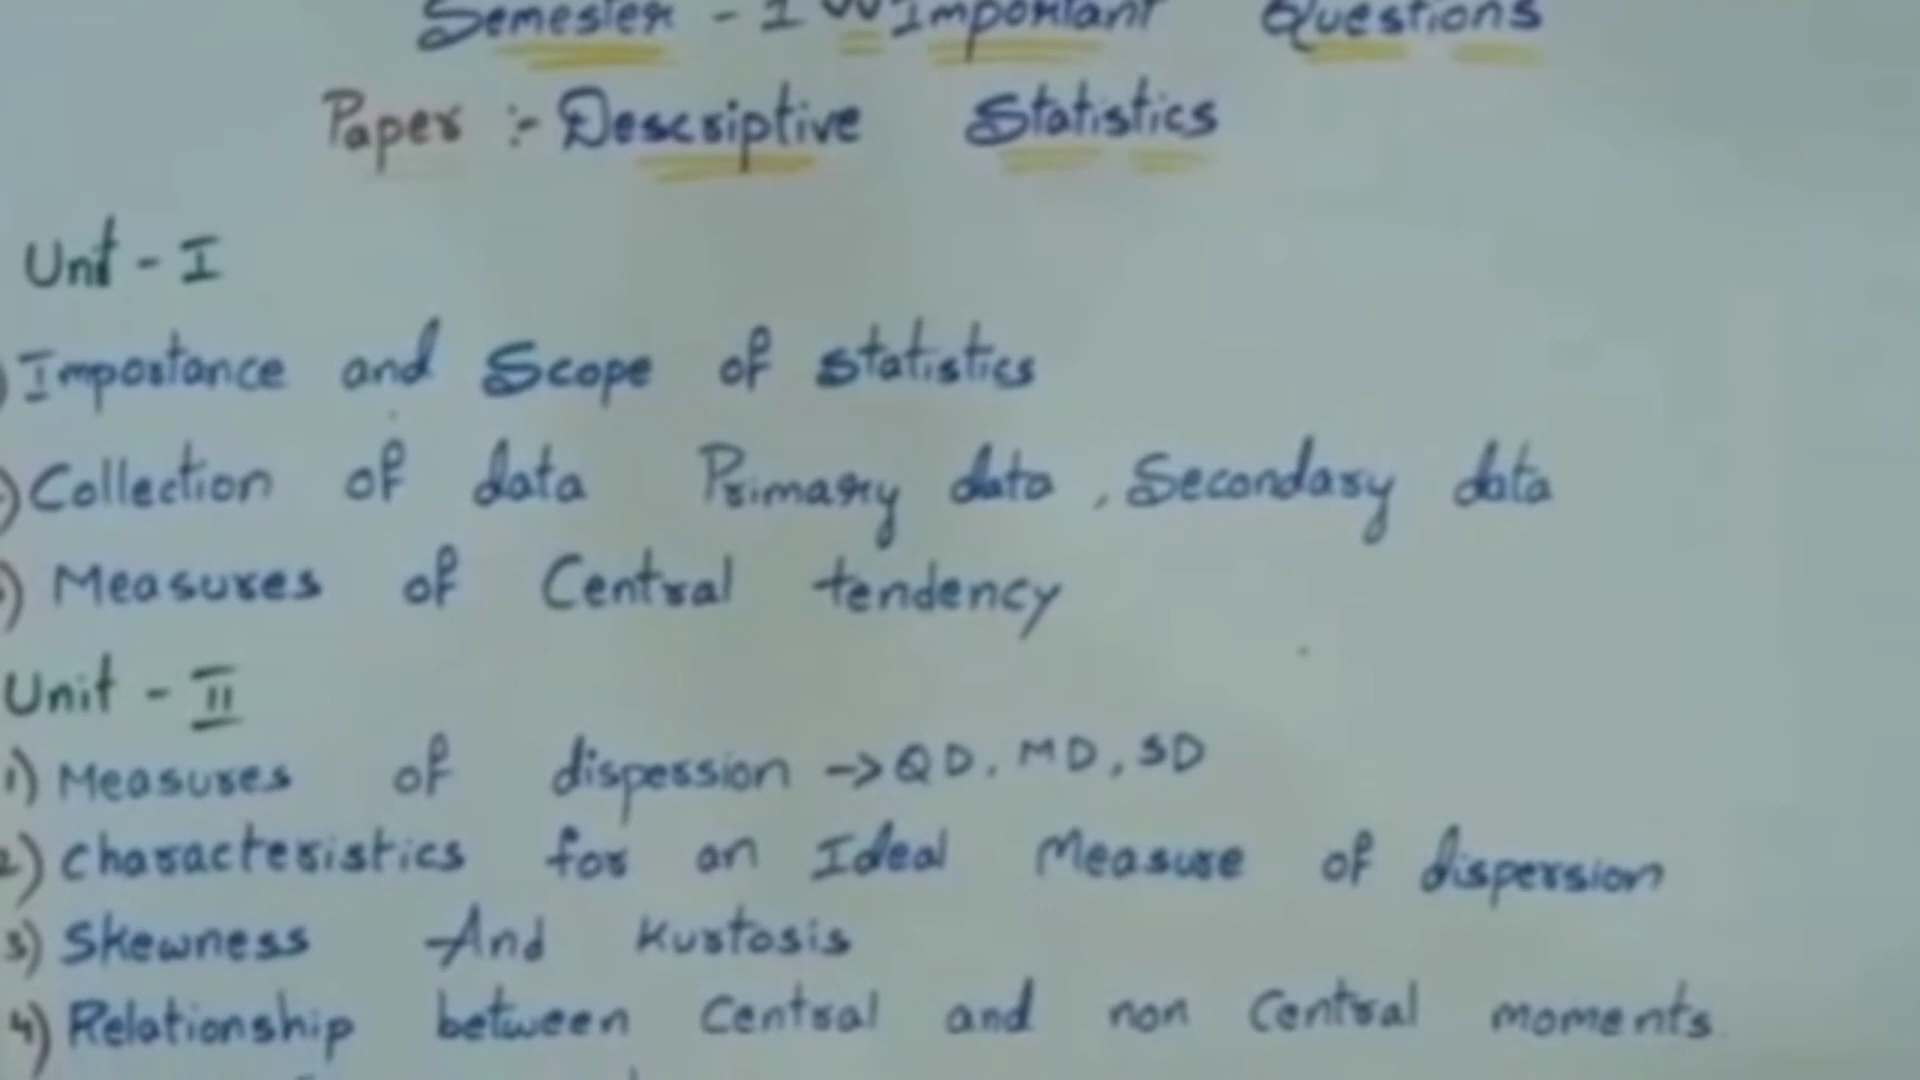 Semester - I Important Questions
Paper :- Descriptive Statistics
Unit - I
) Importance and Scope of statistics
) Collection of data Primary data , Secondary data
) Measures of Central tendency
Unit - II
1) Measures of dispersion -> QD, MD, SD
2) Characteristics for an Ideal Measure of dispersion
3) Skewness And Kurtosis
4) Relationship between Central and non Central moments.